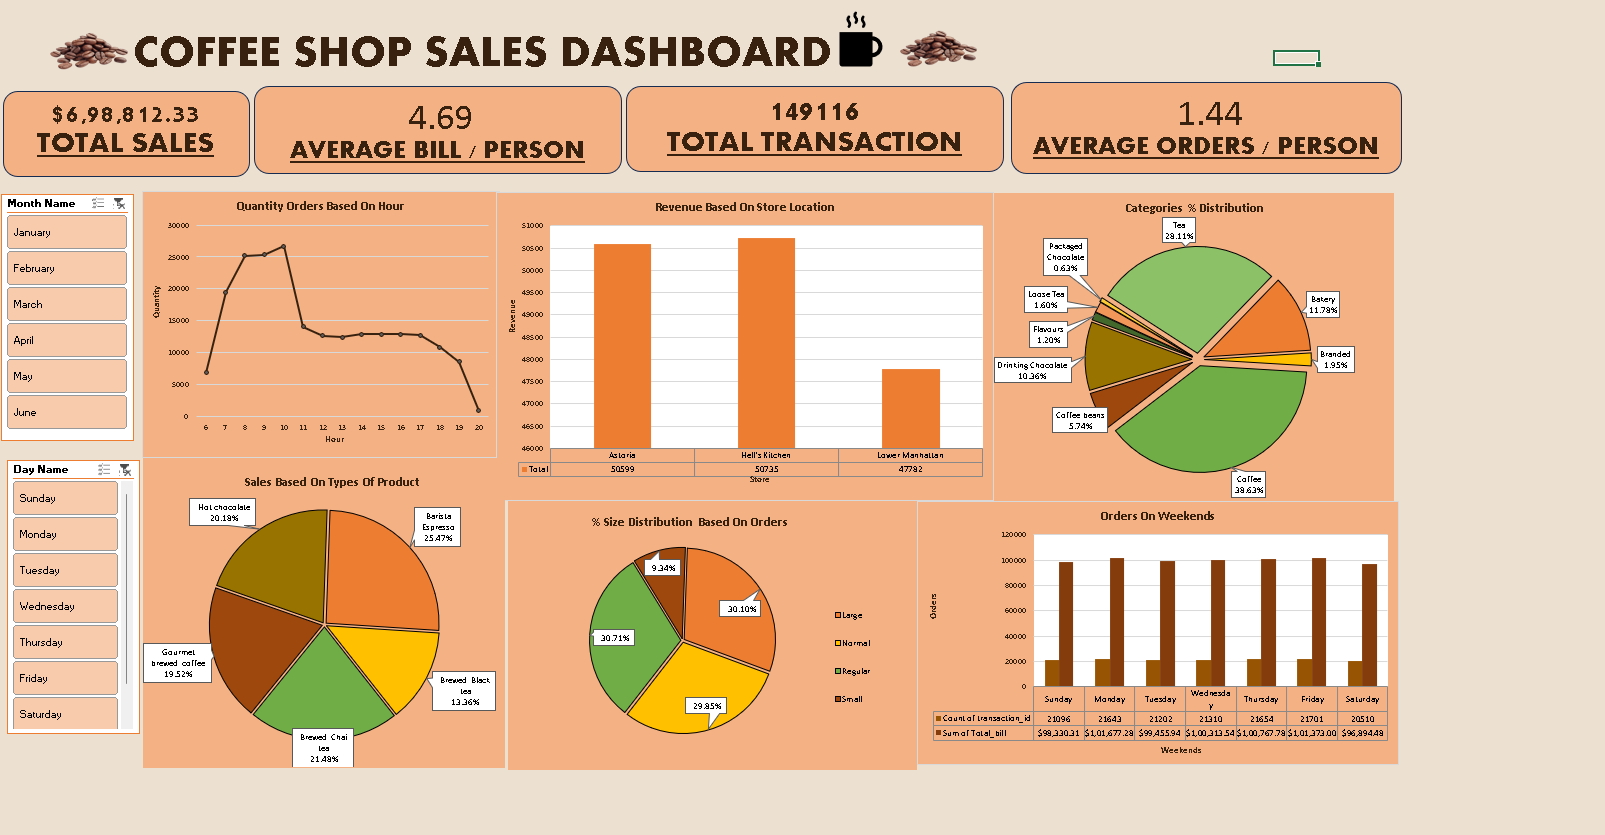 COFFEE SHOP SALES DASHBOARD
$6,98,812.33
TOTAL SALES
4.69
AVERAGE BILL / PERSON
149116
TOTAL TRANSACTION
1.44
AVERAGE ORDERS / PERSON
Month Name
January
February
March
April
May
June
Day Name
Sunday
Monday
Tuesday
Wednesday
Thursday
Friday
Saturday
Quantity Orders Based On Hour
Quantity
30000
25000
20000
15000
10000
5000
0
6 7 8 9 10 11 12 13 14 15 16 17 18 19 20
Hour
Revenue Based On Store Location
Revenue
51000
50500
50000
49500
49000
48500
48000
47500
47000
46500
46000
Astoria Hell's Kitchen Lower Manhattan
Total 50599 50735 47782
Store
Categories % Distribution
Tea
28.11%
Packaged
Chocolate
0.63%
Loose Tea
1.60%
Flavours
1.20%
Drinking Chocolate
10.36%
Coffee beans
5.74%
Bakery
11.78%
Branded
1.95%
Coffee
38.63%
Sales Based On Types Of Product
Hot chocolate
20.18%
Barista
Espresso
25.47%
Gourmet
brewed coffee
19.52%
Brewed Black
tea
13.36%
Brewed Chai
tea
21.48%
% Size Distribution Based On Orders
9.34%
30.10%
30.71%
29.85%
Large
Normal
Regular
Small
Orders On Weekends
Orders
120000
100000
80000
60000
40000
20000
0
Sunday Monday Tuesday Wednesda Thursday Friday Saturday
y
Count of transaction_id 21096 21643 21202 21310 21654 21701 20510
Sum of Total_bill $98,330.31 $1,01,677.28 $99,455.94 $1,00,313.54 $1,00,767.78 $1,01,373.00 $96,894.48
Weekends